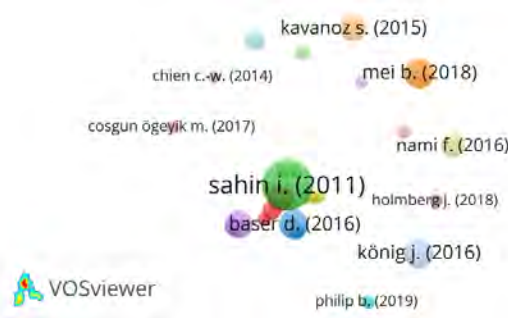 kavanoz s. (2015)
chien c.-w. (2014)
mei b. (2018)
cosgun ögeyik m. (2017)
nami f. (2016)
sahin i. (2011)
holmberg j. (2018)
baser d. (2016)
könig j. (2016)
VOSviewer
philip b. (2019)